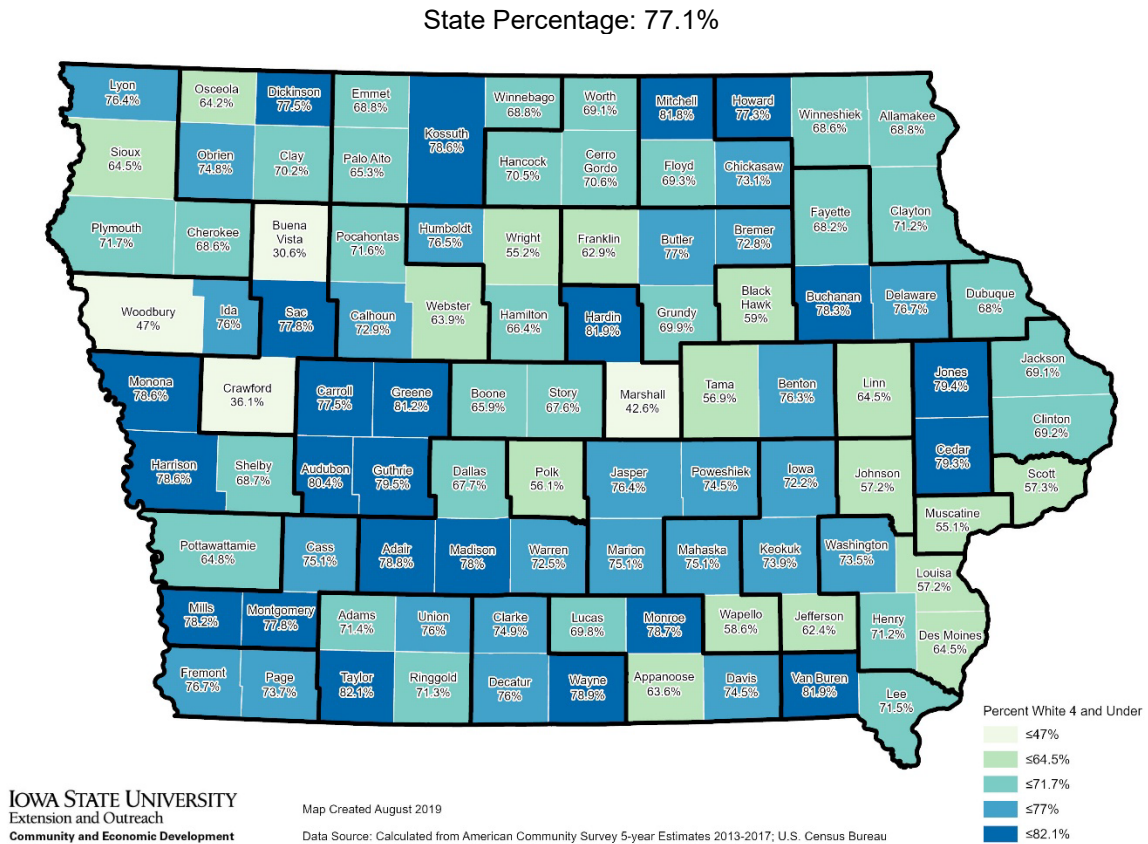 State Percentage: 77.1%
Lyon
76.4%
Osceola
64.2%
Dickinson
77.5%
Emmet
68.8%
Kossuth
78.6%
Winnebago
68.8%
Worth
69.1%
Mitchell
81.8%
Howard
77.3%
Winneshiek
68.6%
Allamakee
68.8%
Sioux
64.5%
Obrien
74.8%
Clay
70.2%
Palo Alto
65.3%
Hancock
70.5%
Cerro
Gordo
70.6%
Floyd
69.3%
Chickasaw
73.1%
Plymouth
71.7%
Cherokee
68.6%
Buena
Vista
30.6%
Pocahontas
71.6%
Humboldt
76.5%
Wright
55.2%
Franklin
62.9%
Butler
77%
Bremer
72.8%
Fayette
68.2%
Clayton
71.2%
Woodbury
47%
Ida
76%
Sac
77.8%
Calhoun
72.9%
Webster
63.9%
Hamilton
66.4%
Hardin
81.9%
Grundy
69.9%
Black
Hawk
59%
Buchanan
78.3%
Delaware
76.7%
Dubuque
68%
Monona
78.6%
Crawford
36.1%
Carroll
77.5%
Greene
81.2%
Boone
65.9%
Story
67.6%
Marshall
42.6%
Tama
56.9%
Benton
76.3%
Linn
64.5%
Jones
79.4%
Jackson
69.1%
Clinton
69.2%
Harrison
78.6%
Shelby
68.7%
Audubon
80.4%
Guthrie
79.5%
Dallas
67.7%
Polk
56.1%
Jasper
76.4%
Poweshiek
74.5%
Iowa
72.2%
Johnson
57.2%
Cedar
79.3%
Scott
57.3%
Muscatine
55.1%
Pottawattamie
64.8%
Cass
75.1%
Adair
78.8%
Madison
78%
Warren
72.5%
Marion
75.1%
Mahaska
75.1%
Keokuk
73.9%
Washington
73.5%
Louisa
57.2%
Mills
78.2%
Montgomery
77.8%
Adams
71.4%
Union
76%
Clarke
74.9%
Lucas
69.8%
Monroe
78.7%
Wapello
58.6%
Jefferson
62.4%
Henry
71.2%
Des Moines
64.5%
Fremont
76.7%
Page
73.7%
Taylor
82.1%
Ringgold
71.3%
Decatur
76%
Wayne
78.9%
Appanoose
63.6%
Davis
74.5%
Van Buren
81.9%
Lee
71.5%
Percent White 4 and Under
≤47%
≤64.5%
≤71.7%
≤77%
≤82.1%
IOWA STATE UNIVERSITY
Extension and Outreach
Community and Economic Development
Map Created August 2019
Data Source: Calculated from American Community Survey 5-year Estimates 2013-2017; U.S. Census Bureau